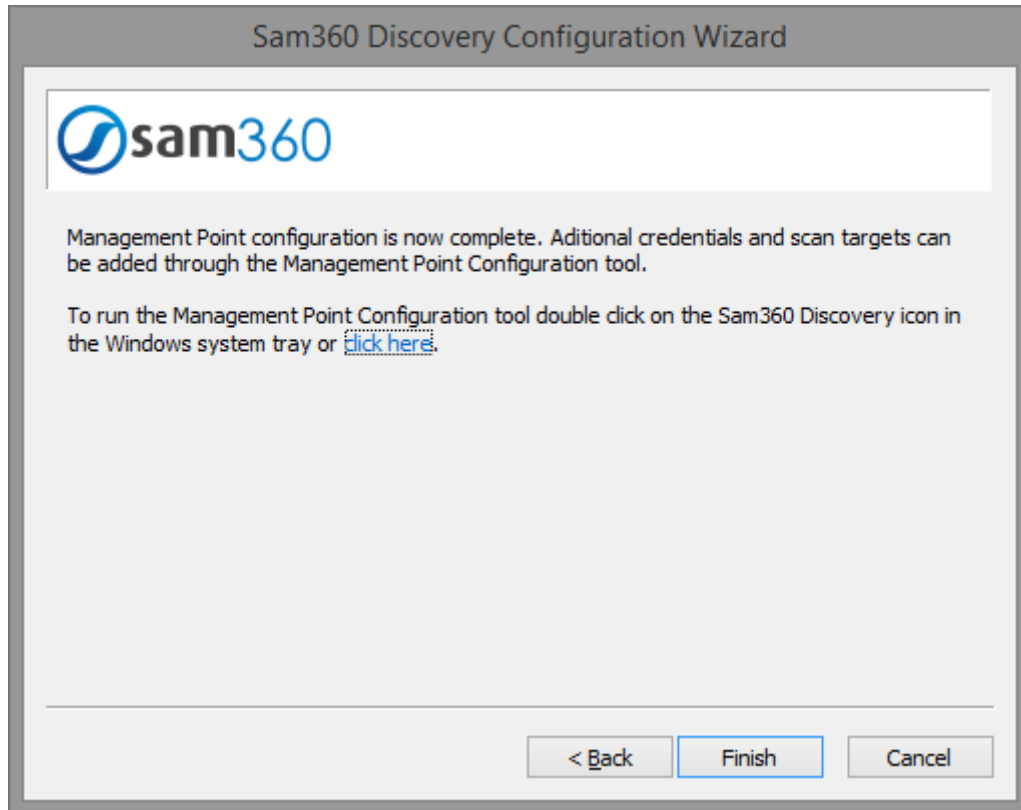 Sam360 Discovery Configuration Wizard
sam360
Management Point configuration is now complete. Aditional credentials and scan targets can
be added through the Management Point Configuration tool.
To run the Management Point Configuration tool double click on the Sam360 Discovery icon in
the Windows system tray or click here.
< Back
Finish
Cancel